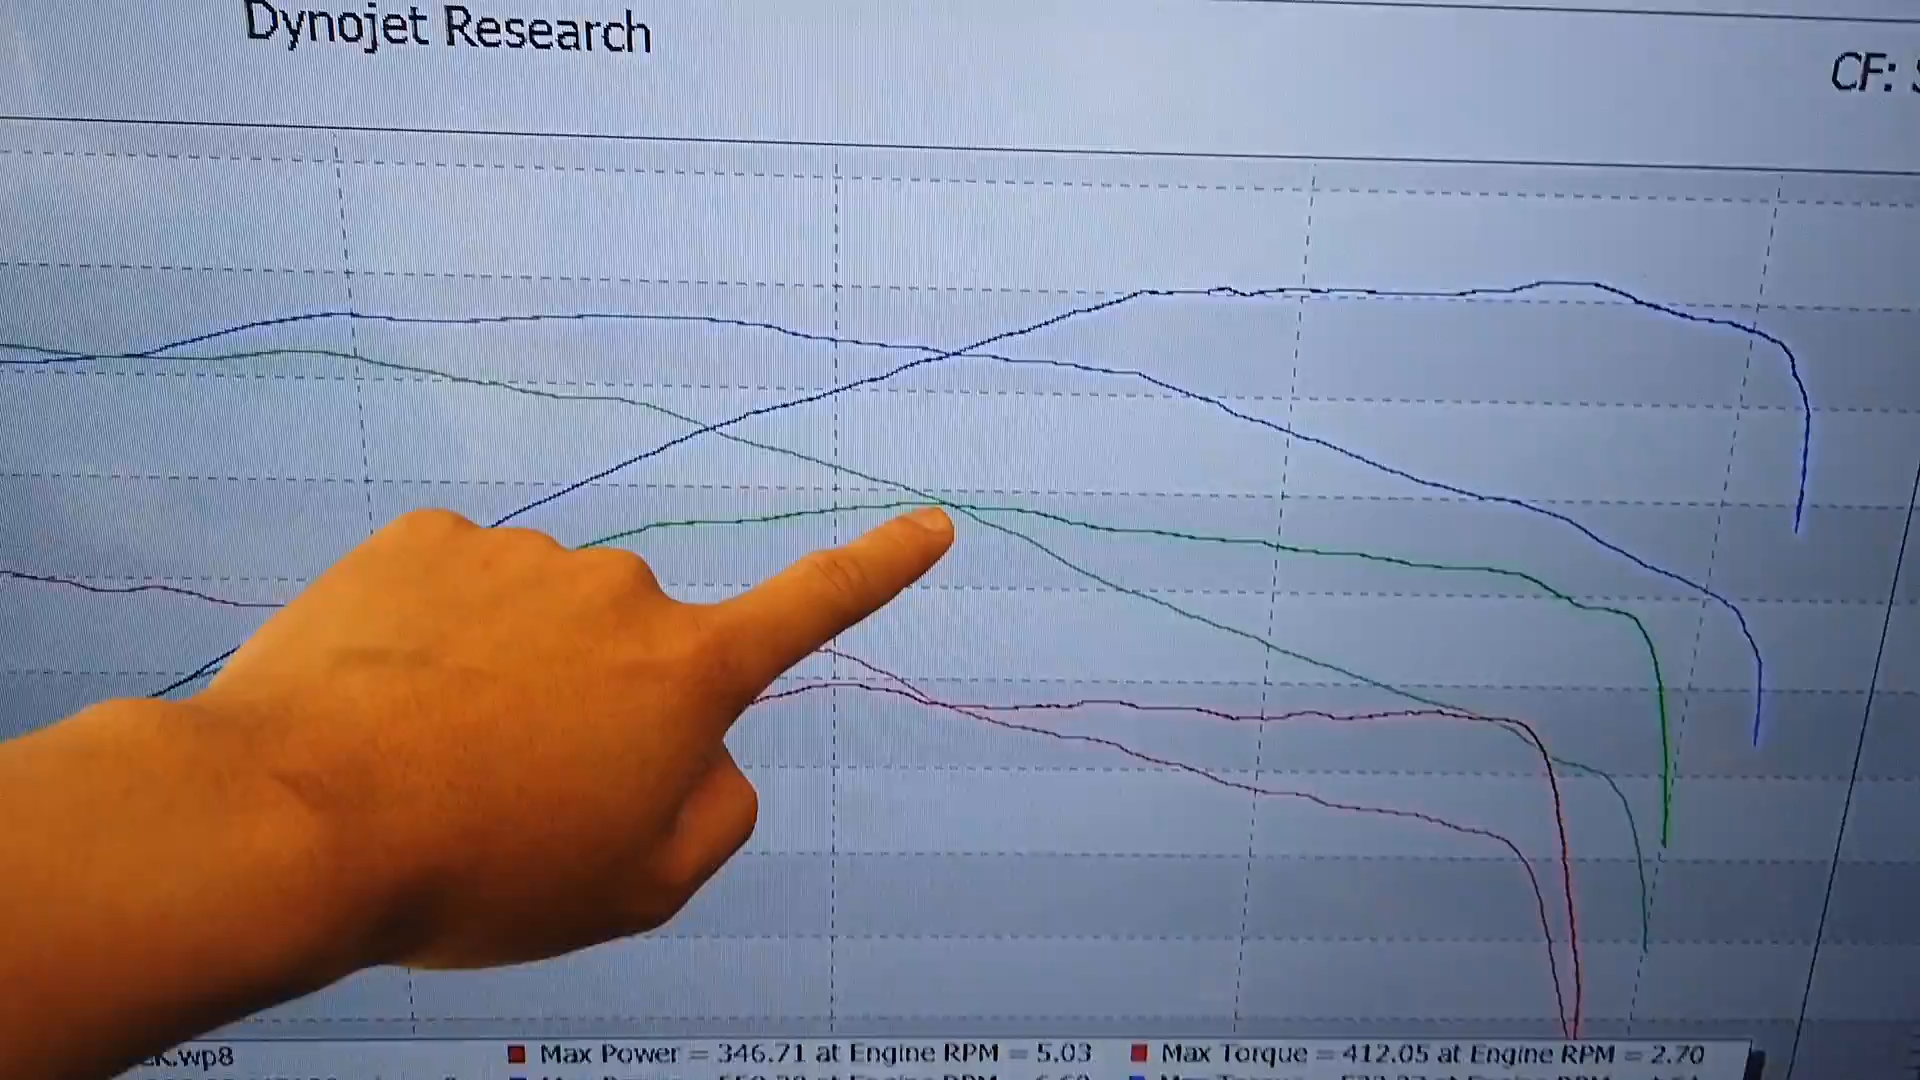 Dynojet Research
CF:
K.wp8
Max Power = 346.71 at Engine RPM = 5.03
Max Torque = 412.05 at Engine RPM = 2.70